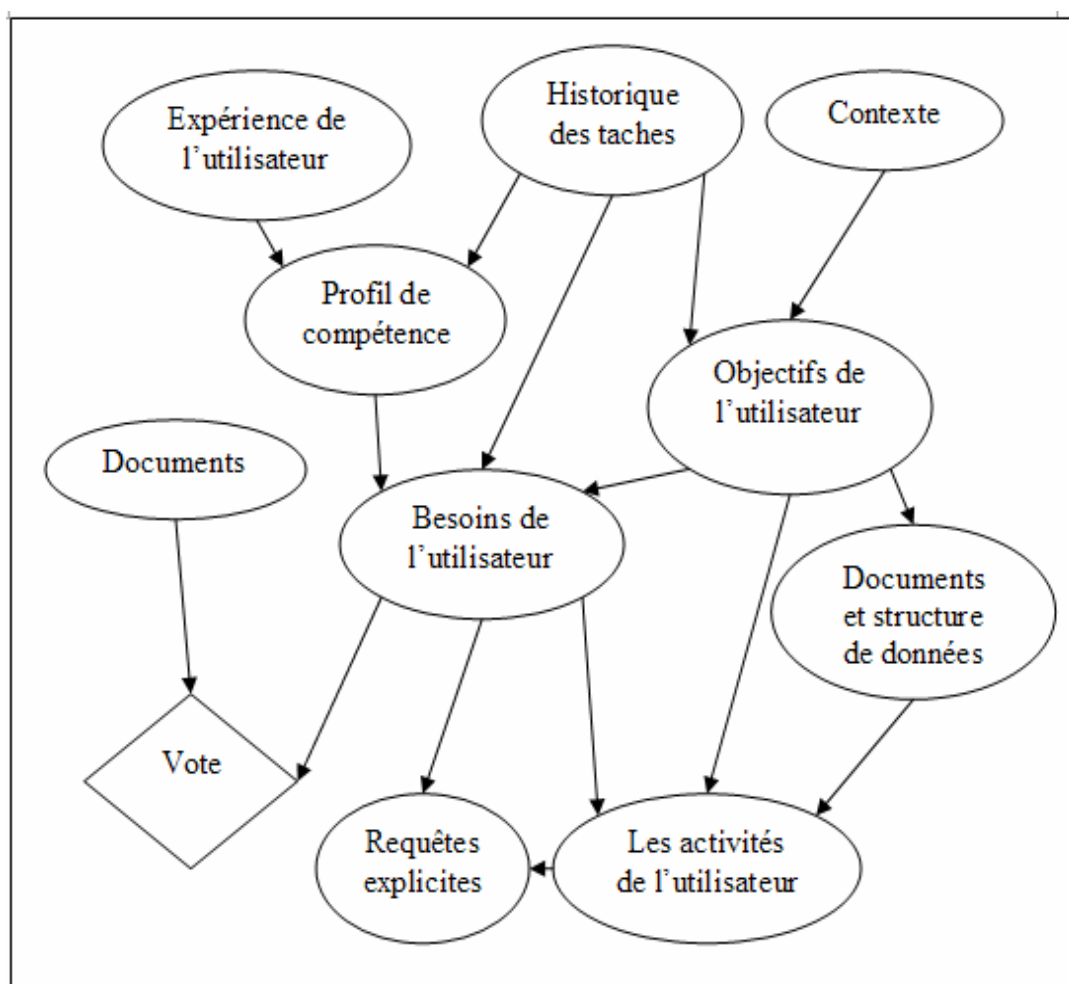 Expérience de
l'utilisateur
Historique
des taches
Contexte
Profil de
compétence
Objectifs de
l'utilisateur
Documents
Besoins de
l'utilisateur
Documents
et structure
de données
Vote
Requêtes
explicites
Les activités
de l'utilisateur